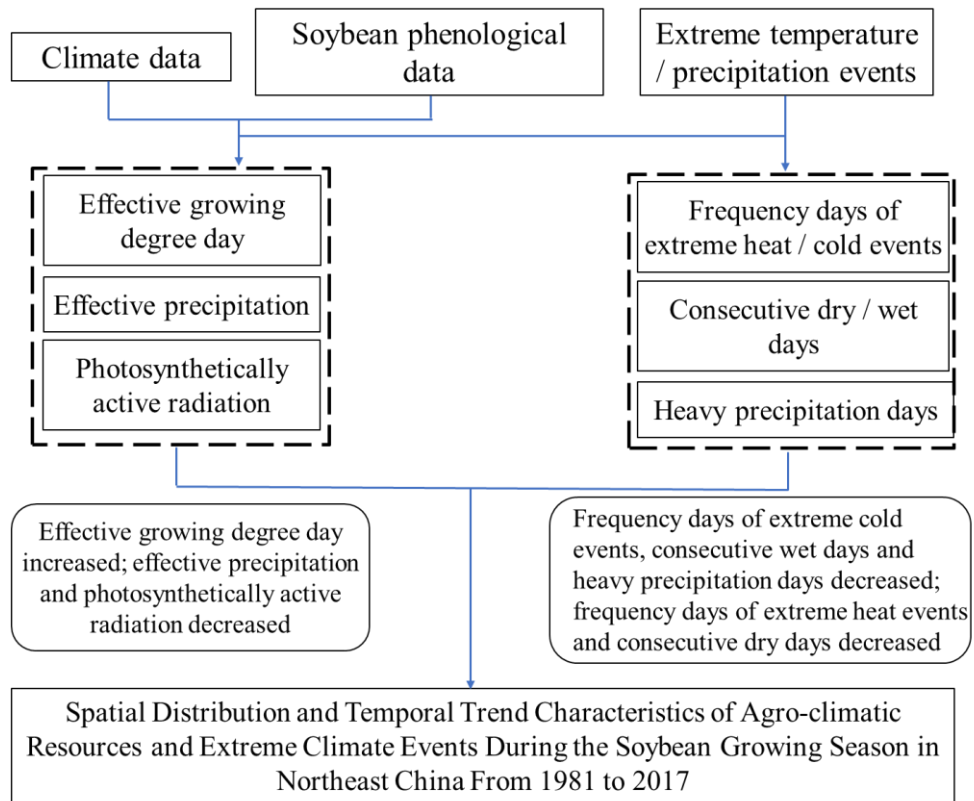 Climate data
Soybean phenological
data
Extreme temperature
/ precipitation events
Effective growing
degree day
Effective precipitation
Photosynthetically
active radiation
Frequency days of
extreme heat / cold events
Consecutive dry / wet
days
Heavy precipitation days
Effective growing degree day
increased; effective precipitation
and photosynthetically active
radiation decreased
Frequency days of extreme cold
events, consecutive wet days and
heavy precipitation days decreased;
frequency days of extreme heat events
and consecutive dry days decreased
Spatial Distribution and Temporal Trend Characteristics of Agro-climatic
Resources and Extreme Climate Events During the Soybean Growing Season in
Northeast China From 1981 to 2017